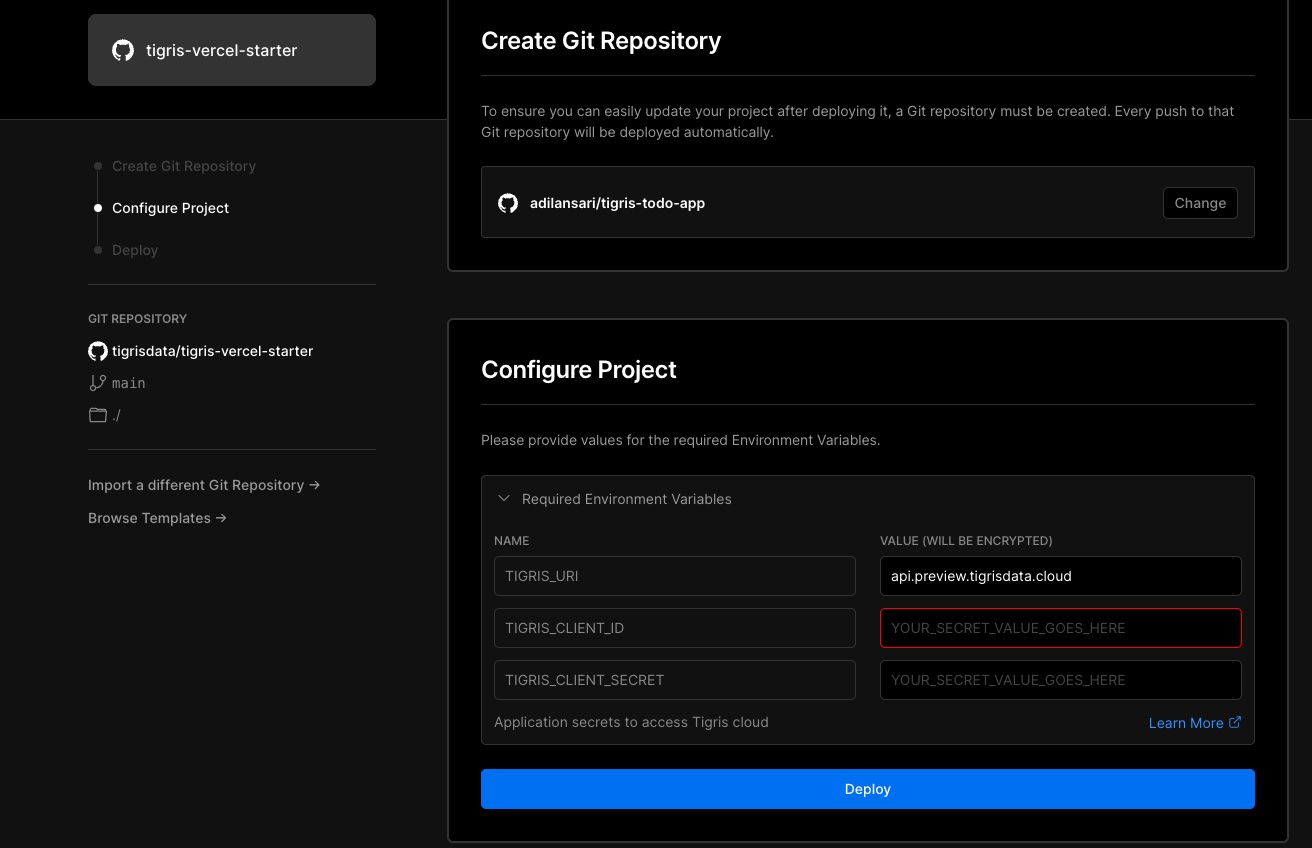 tigris-vercel-starter
Create Git Repository
Configure Project
Deploy
GIT REPOSITORY
tigrisdata/tigris-vercel-starter
main
./
Import a different Git Repository →
Browse Templates →
Create Git Repository
To ensure you can easily update your project after deploying it, a Git repository must be created. Every push to that
Git repository will be deployed automatically.
adilansari/tigris-todo-app
Change
Configure Project
Please provide values for the required Environment Variables.
Required Environment Variables
NAME
VALUE (WILL BE ENCRYPTED)
TIGRIS_URI
api.preview.tigrisdata.cloud
TIGRIS_CLIENT_ID
YOUR_SECRET_VALUE_GOES_HERE
TIGRIS_CLIENT_SECRET
YOUR_SECRET_VALUE_GOES_HERE
Application secrets to access Tigris cloud
Learn More
Deploy